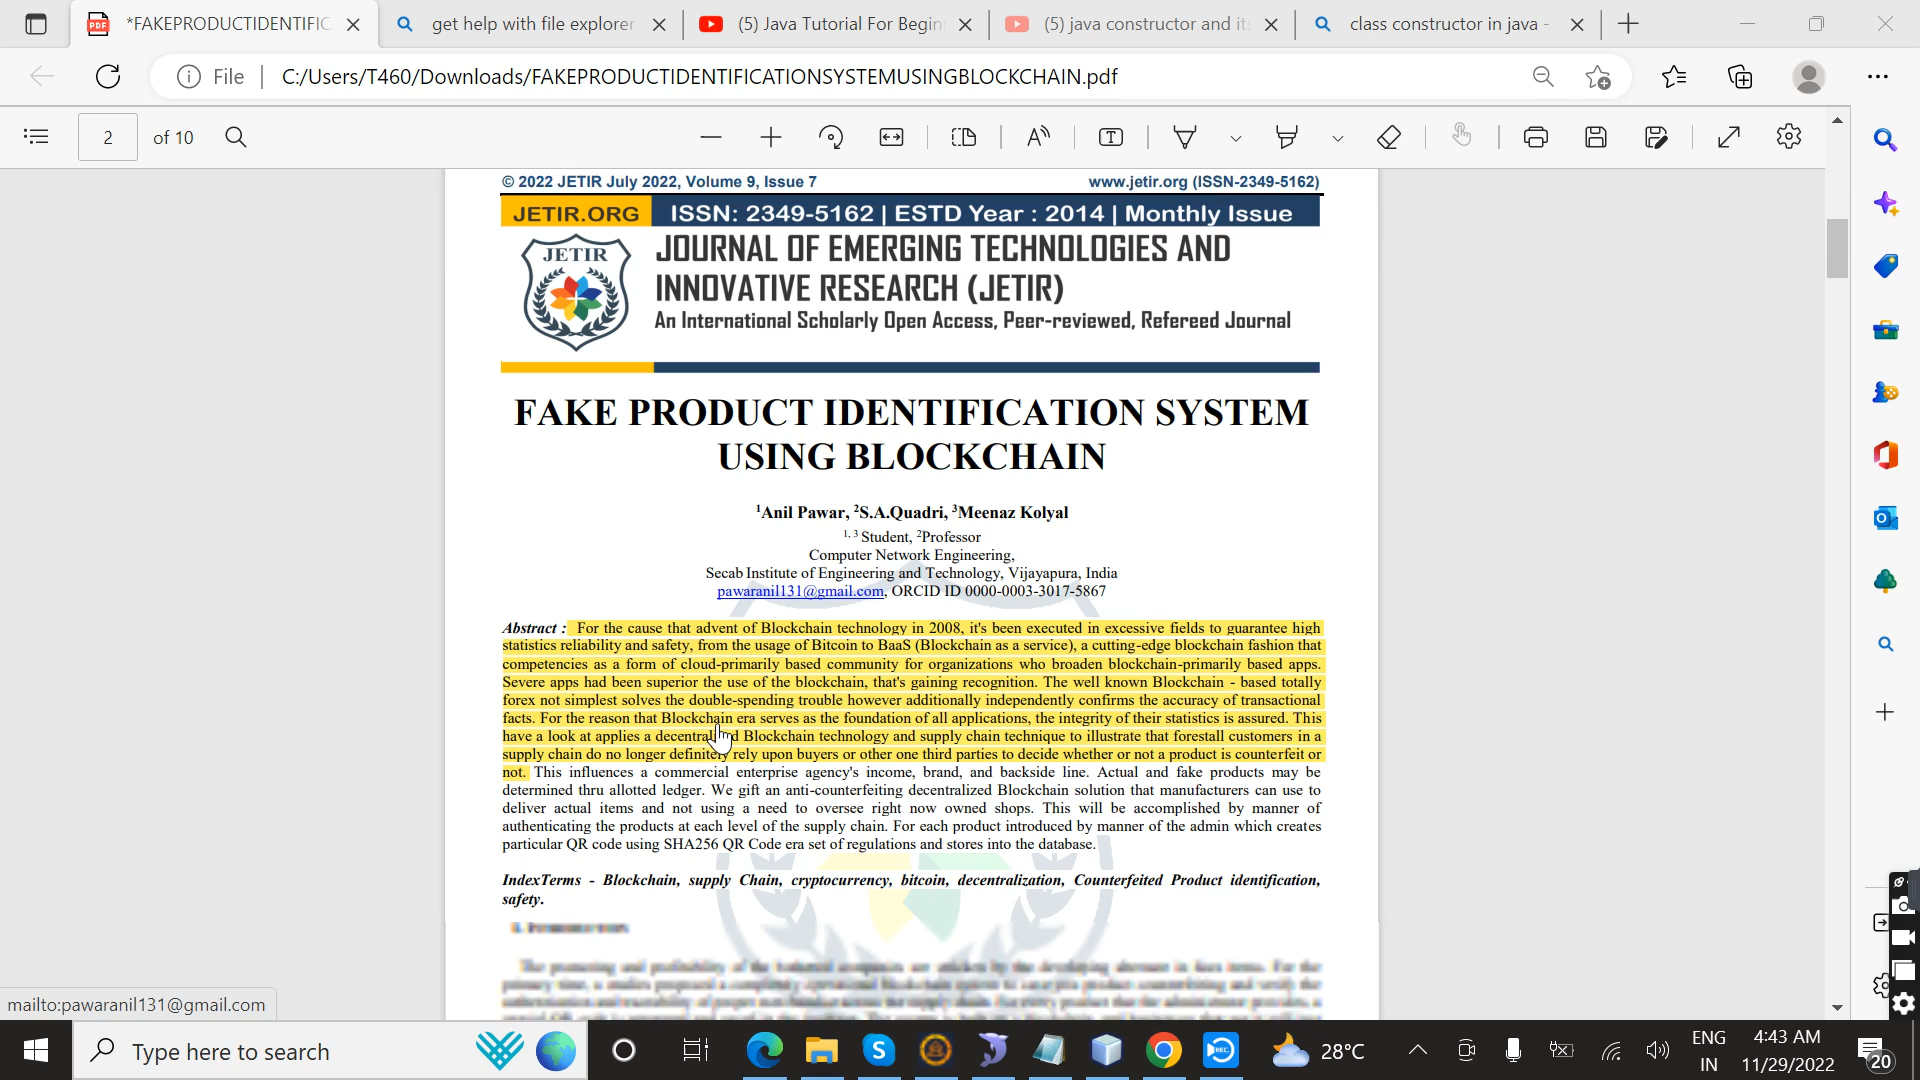 *FAKEPRODUCTIDENTIFIC
get help with file explorer
(5) Java Tutorial For Begin
(5) java constructor and its
class constructor in java -
File
C:/Users/T460/Downloads/FAKEPRODUCTIDENTIFICATIONSYSTEMUSINGBLOCKCHAIN.pdf
2 of 10
© 2022 JETIR July 2022, Volume 9, Issue 7 www.jetir.org (ISSN-2349-5162)
JETIR.ORG ISSN: 2349-5162 | ESTD Year : 2014 | Monthly Issue
JETIR
JOURNAL OF EMERGING TECHNOLOGIES AND
INNOVATIVE RESEARCH (JETIR)
An International Scholarly Open Access, Peer-reviewed, Refereed Journal
FAKE PRODUCT IDENTIFICATION SYSTEM
USING BLOCKCHAIN
¹Anil Pawar, ²S.A.Quadri, ³Meenaz Kolyal
¹, ³ Student, ²Professor
Computer Network Engineering,
Secab Institute of Engineering and Technology, Vijayapura, India
pawaranil131@gmail.com, ORCID ID 0000-0003-3017-5867
Abstract : For the cause that advent of Blockchain technology in 2008, it's been executed in excessive fields to guarantee high
statistics reliability and safety, from the usage of Bitcoin to BaaS (Blockchain as a service), a cutting-edge blockchain fashion that
competencies as a form of cloud-primarily based community for organizations who broaden blockchain-primarily based apps.
Severe apps had been superior the use of the blockchain, that's gaining recognition. The well known Blockchain - based totally
forex not simplest solves the double-spending trouble however additionally independently confirms the accuracy of transactional
facts. For the reason that Blockchain era serves as the foundation of all applications, the integrity of their statistics is assured. This
have a look at applies a decentralized Blockchain technology and supply chain technique to illustrate that forestall customers in a
supply chain do no longer definitely rely upon buyers or other one third parties to decide whether or not a product is counterfeit or
not. This influences a commercial enterprise agency's income, brand, and backside line. Actual and fake products may be
determined thru allotted ledger. We gift an anti-counterfeiting decentralized Blockchain solution that manufacturers can use to
deliver actual items and not using a need to oversee right now owned shops. This will be accomplished by manner of
authenticating the products at each level of the supply chain. For each product introduced by manner of the admin which creates
particular QR code using SHA256 QR Code era set of regulations and stores into the database.
IndexTerms - Blockchain, supply Chain, cryptocurrency, bitcoin, decentralization, Counterfeited Product identification,
safety.
mailto:pawaranil131@gmail.com
Type here to search
REC
28°C
ENG
IN
4:43 AM
11/29/2022
20